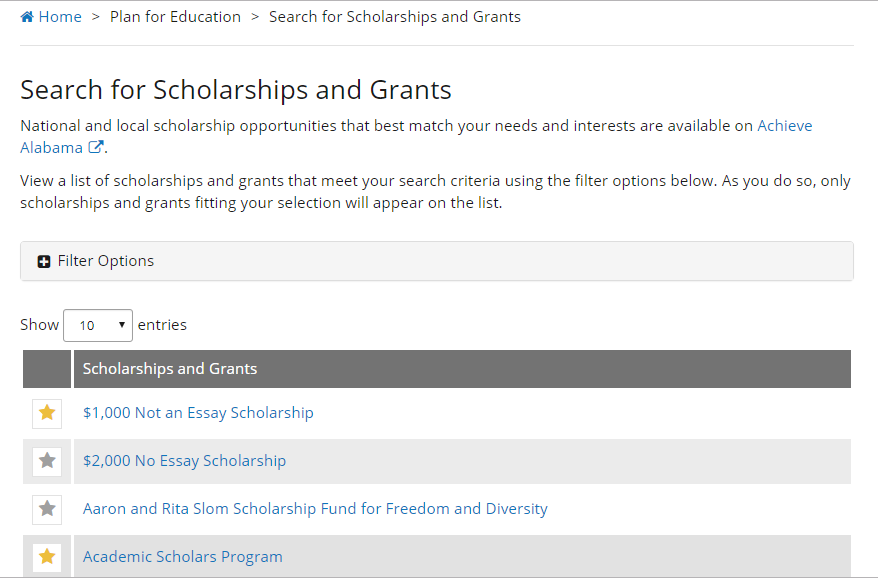 Home > Plan for Education > Search for Scholarships and Grants
Search for Scholarships and Grants
National and local scholarship opportunities that best match your needs and interests are available on Achieve
Alabama .
View a list of scholarships and grants that meet your search criteria using the filter options below. As you do so, only
scholarships and grants fitting your selection will appear on the list.
Filter Options
Show 10 entries
Scholarships and Grants
$1,000 Not an Essay Scholarship
$2,000 No Essay Scholarship
Aaron and Rita Slom Scholarship Fund for Freedom and Diversity
Academic Scholars Program